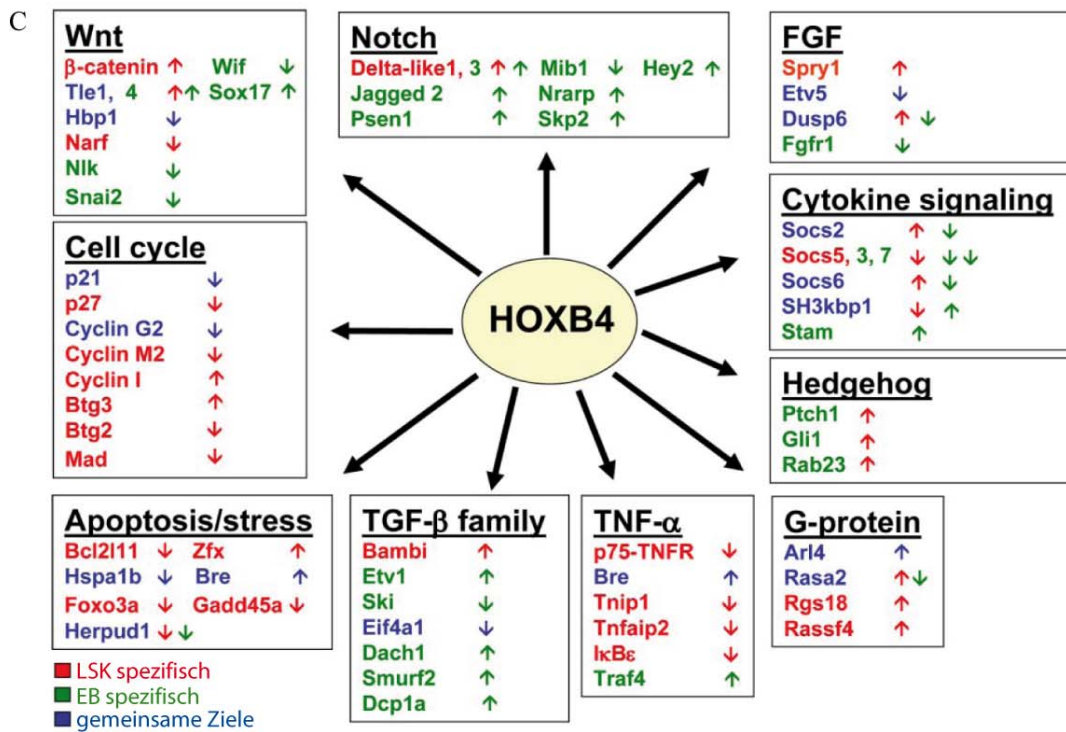 C
Wnt
β-catenin ↑ Wif ↓
Tle1, 4 ↑↑ Sox17 ↑
Hbp1 ↓
Narf ↓
Nlk ↓
Snai2 ↓
Notch
Delta-like1, 3 ↑ ↑ Mib1 ↓ Hey2 ↑
Jagged 2 ↑ Nrarp ↑
Psen1 ↑ Skp2 ↑
FGF
Spry1 ↑
Etv5 ↓
Dusp6 ↑ ↓
Fgfr1 ↓
Cytokine signaling
Socs2 ↑ ↓
Socs5, 3, 7 ↓ ↓↓
Socs6 ↑ ↓
SH3kbp1 ↓ ↑
Stam ↑
Cell cycle
p21 ↓
p27 ↓
Cyclin G2 ↓
Cyclin M2 ↓
Cyclin I ↑
Btg3 ↑
Btg2 ↓
Mad ↓
HOXB4
Hedgehog
Ptch1 ↑
Gli1 ↑
Rab23 ↑
Apoptosis/stress
Bcl2l11 ↓ Zfx ↑
Hspa1b ↓ Bre ↑
Foxo3a ↓ Gadd45a ↓
Herpud1 ↓ ↓
TGF-β family
Bambi ↑
Etv1 ↑
Ski ↓
Eif4a1 ↓
Dach1 ↑
Smurf2 ↑
Dcp1a ↑
TNF-α
p75-TNFR ↓
Bre ↑
Tnip1 ↓
Tnfaip2 ↓
IκBε ↓
Traf4 ↑
G-protein
Arl4 ↑
Rasa2 ↑ ↓
Rgs18 ↑
Rassf4 ↑
LSK spezifisch
EB spezifisch
gemeinsame Ziele